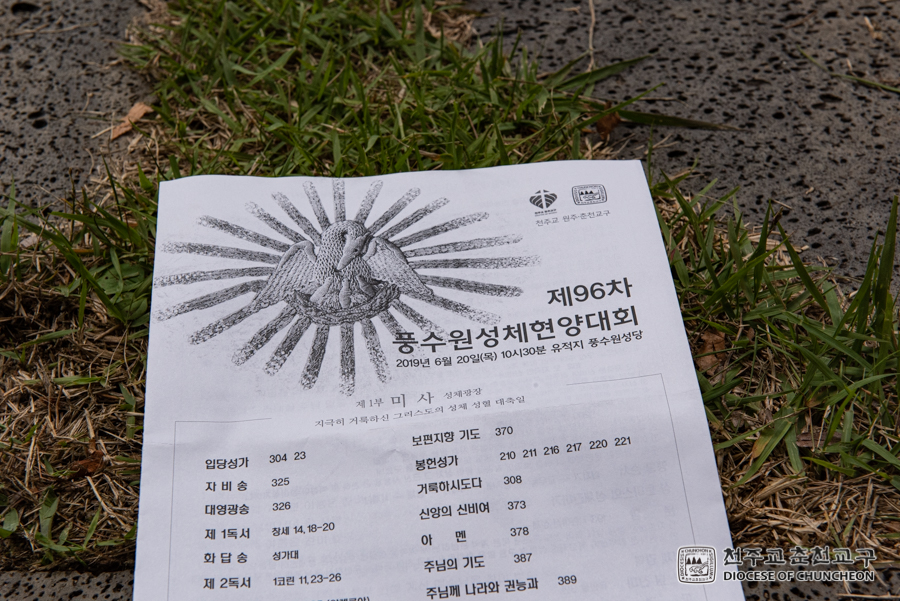 천주교 원주·춘천교구
제96차
풍수원성체현양대회
2019년 6월 20일(목) 10시30분 유적지 풍수원성당
제1부 미 사 성체광장
지극히 거룩하신 그리스도의 성체 성혈 대축일
입당성가 304 23
자 비 송 325
대영광송 326
제 1독서 창세 14,18-20
화 답 송 성가대
제 2독서 1코린 11,23-26
보편지향 기도 370
봉헌성가 210 211 216 217 220 221
거룩하시도다 308
신앙의 신비여 373
아 멘 378
주님의 기도 387
주님께 나라와 권능과 389
천주교 춘천교구
DIOCESE OF CHUNCHEON